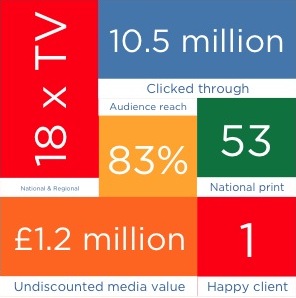 18 x TV
National & Regional
10.5 million
Clicked through
Audience reach
83%
53
National print
£1.2 million
Undiscounted media value
1
Happy client